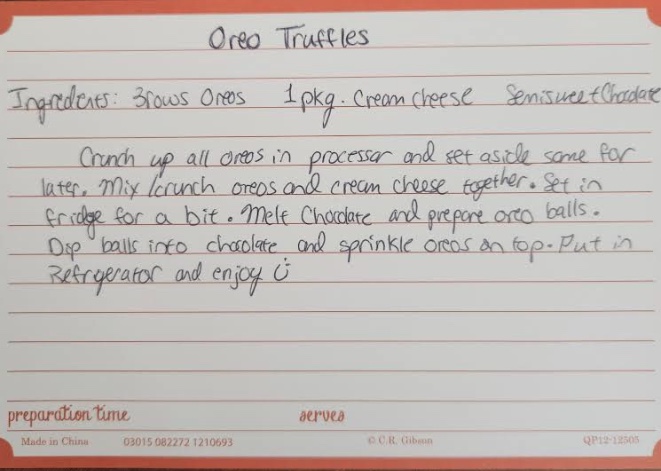 Oreo Truffles
Ingredients: 3rows Oreos 1pkg. Cream cheese Semisweet Chocolate
Crunch up all oreos in processor and set aside some for
later. Mix/crunch oreos and cream cheese together. Set in
fridge for a bit. Melt Chocolate and prepare oreo balls.
Dip balls into chocolate and sprinkle oreos on top. Put in
Refrgerator and enjoy Ü
preparation time serves
Made in China 03015 082272 1210693 © C.R. Gibson QP12-12505